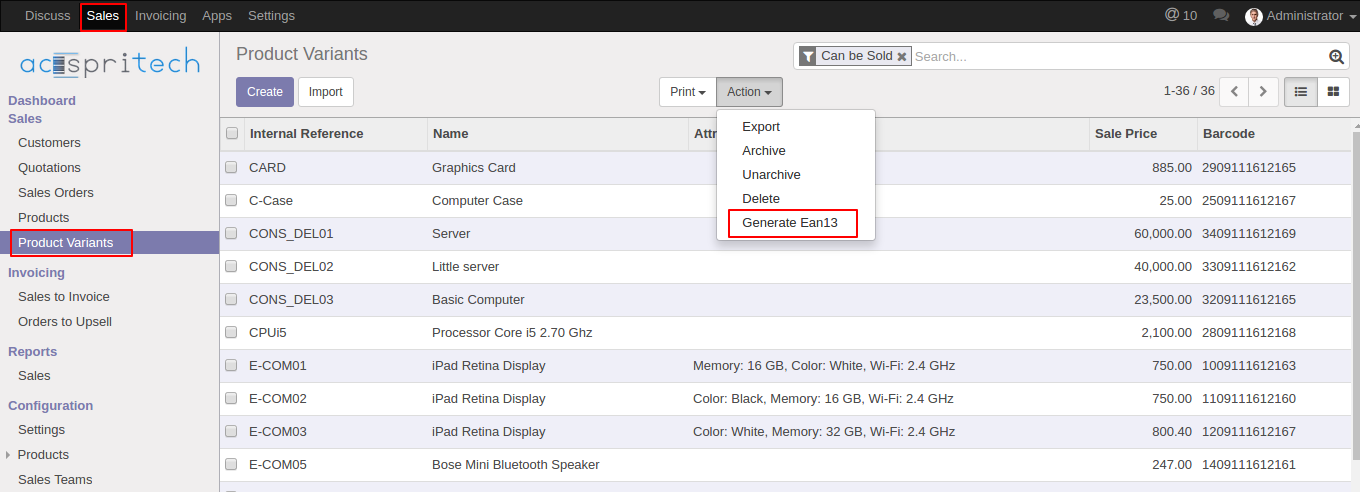 Discuss Sales Invoicing Apps Settings @ 10 Administrator
acespritech
Product Variants
Can be Sold Search...
Create Import Print Action 1-36 / 36
Dashboard
Sales
Customers
Quotations
Sales Orders
Products
Product Variants
Invoicing
Sales to Invoice
Orders to Upsell
Reports
Sales
Configuration
Settings
Products
Sales Teams
Export
Archive
Unarchive
Delete
Generate Ean13
Internal Reference Name Sale Price Barcode
CARD Graphics Card 885.00 2909111612165
C-Case Computer Case 25.00 2509111612167
CONS_DEL01 Server 60,000.00 3409111612169
CONS_DEL02 Little server 40,000.00 3309111612162
CONS_DEL03 Basic Computer 23,500.00 3209111612165
CPUi5 Processor Core i5 2.70 Ghz 2,100.00 2809111612168
E-COM01 iPad Retina Display Memory: 16 GB, Color: White, Wi-Fi: 2.4 GHz 750.00 1009111612163
E-COM02 iPad Retina Display Color: Black, Memory: 16 GB, Wi-Fi: 2.4 GHz 750.00 1109111612160
E-COM03 iPad Retina Display Color: White, Memory: 32 GB, Wi-Fi: 2.4 GHz 800.40 1209111612167
E-COM05 Bose Mini Bluetooth Speaker 247.00 1409111612161